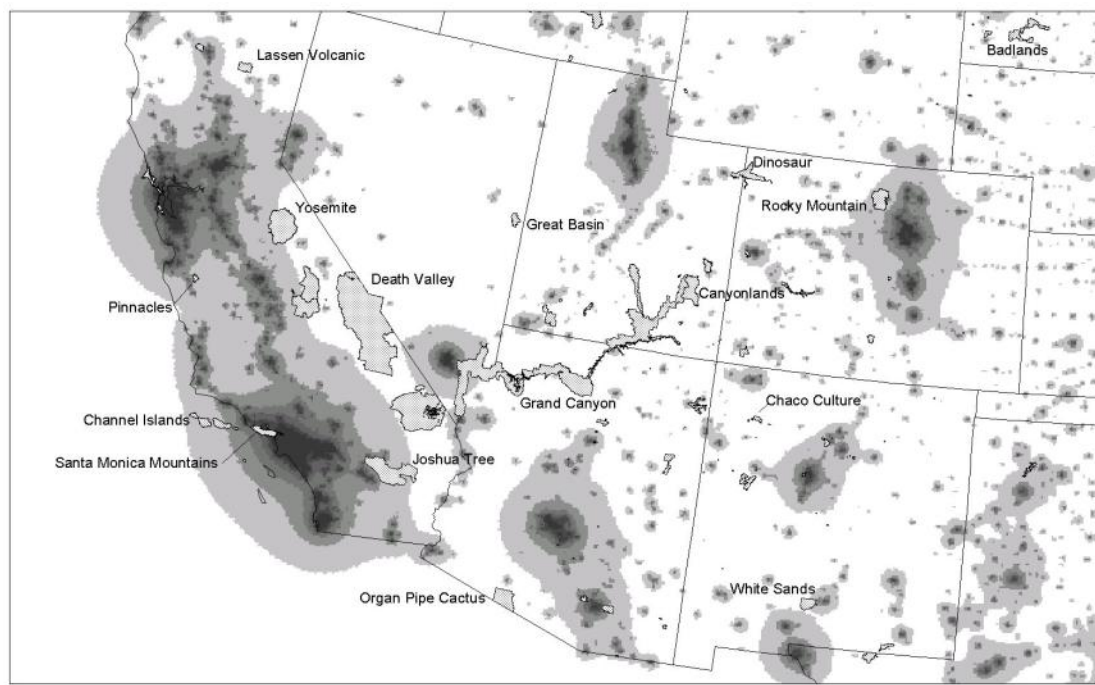 Badlands
Lassen Volcanic
Dinosaur
Rocky Mountain
Yosemite
Great Basin
Death Valley
Canyonlands
Pinnacles
Grand Canyon
Chaco Culture
Channel Islands
Santa Monica Mountains
Joshua Tree
White Sands
Organ Pipe Cactus